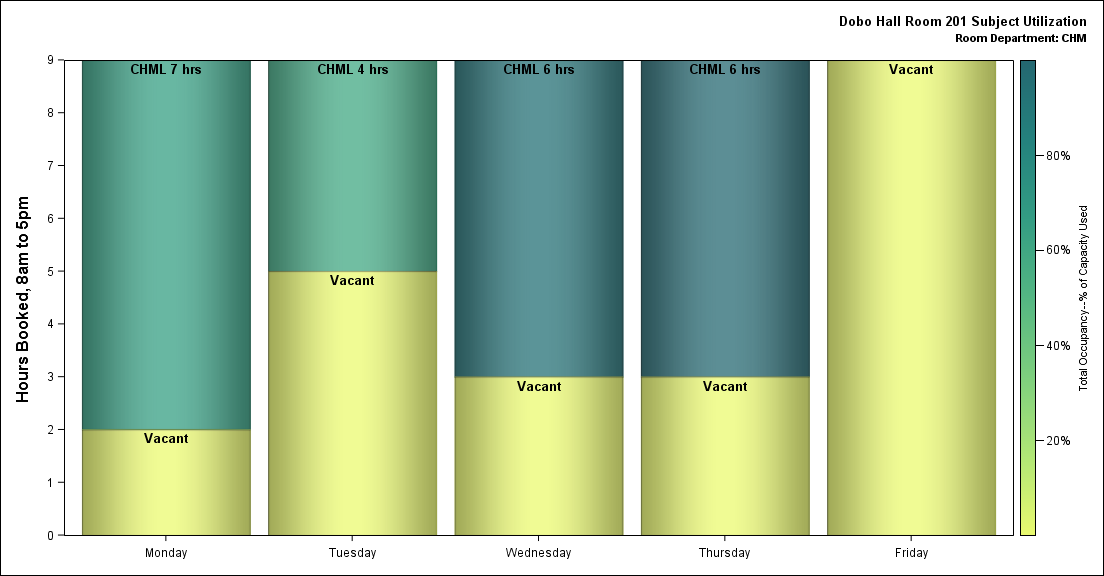 Dobo Hall Room 201 Subject Utilization
Room Department: CHM
Hours Booked, 8am to 5pm
9
8
7
6
5
4
3
2
1
0
CHML 7 hrs
CHML 4 hrs
CHML 6 hrs
CHML 6 hrs
Vacant
Vacant
Vacant
Vacant
Vacant
Monday
Tuesday
Wednesday
Thursday
Friday
80%
60%
40%
20%
Total Occupancy--% of Capacity Used